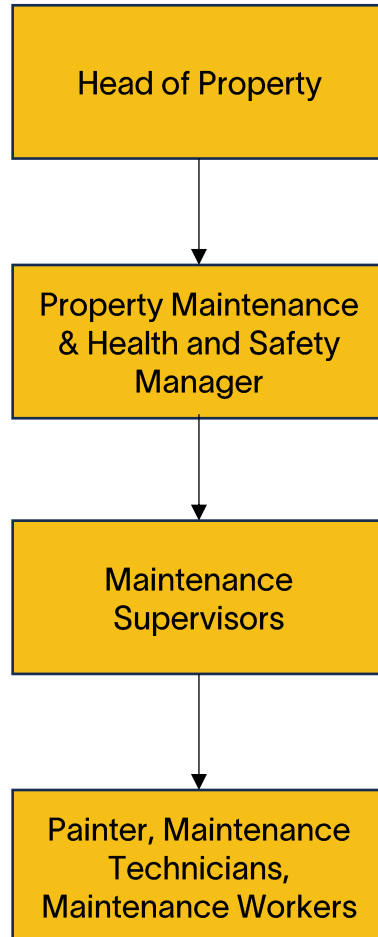 Head of Property
Property Maintenance
& Health and Safety
Manager
Maintenance
Supervisors
Painter, Maintenance
Technicians,
Maintenance Workers